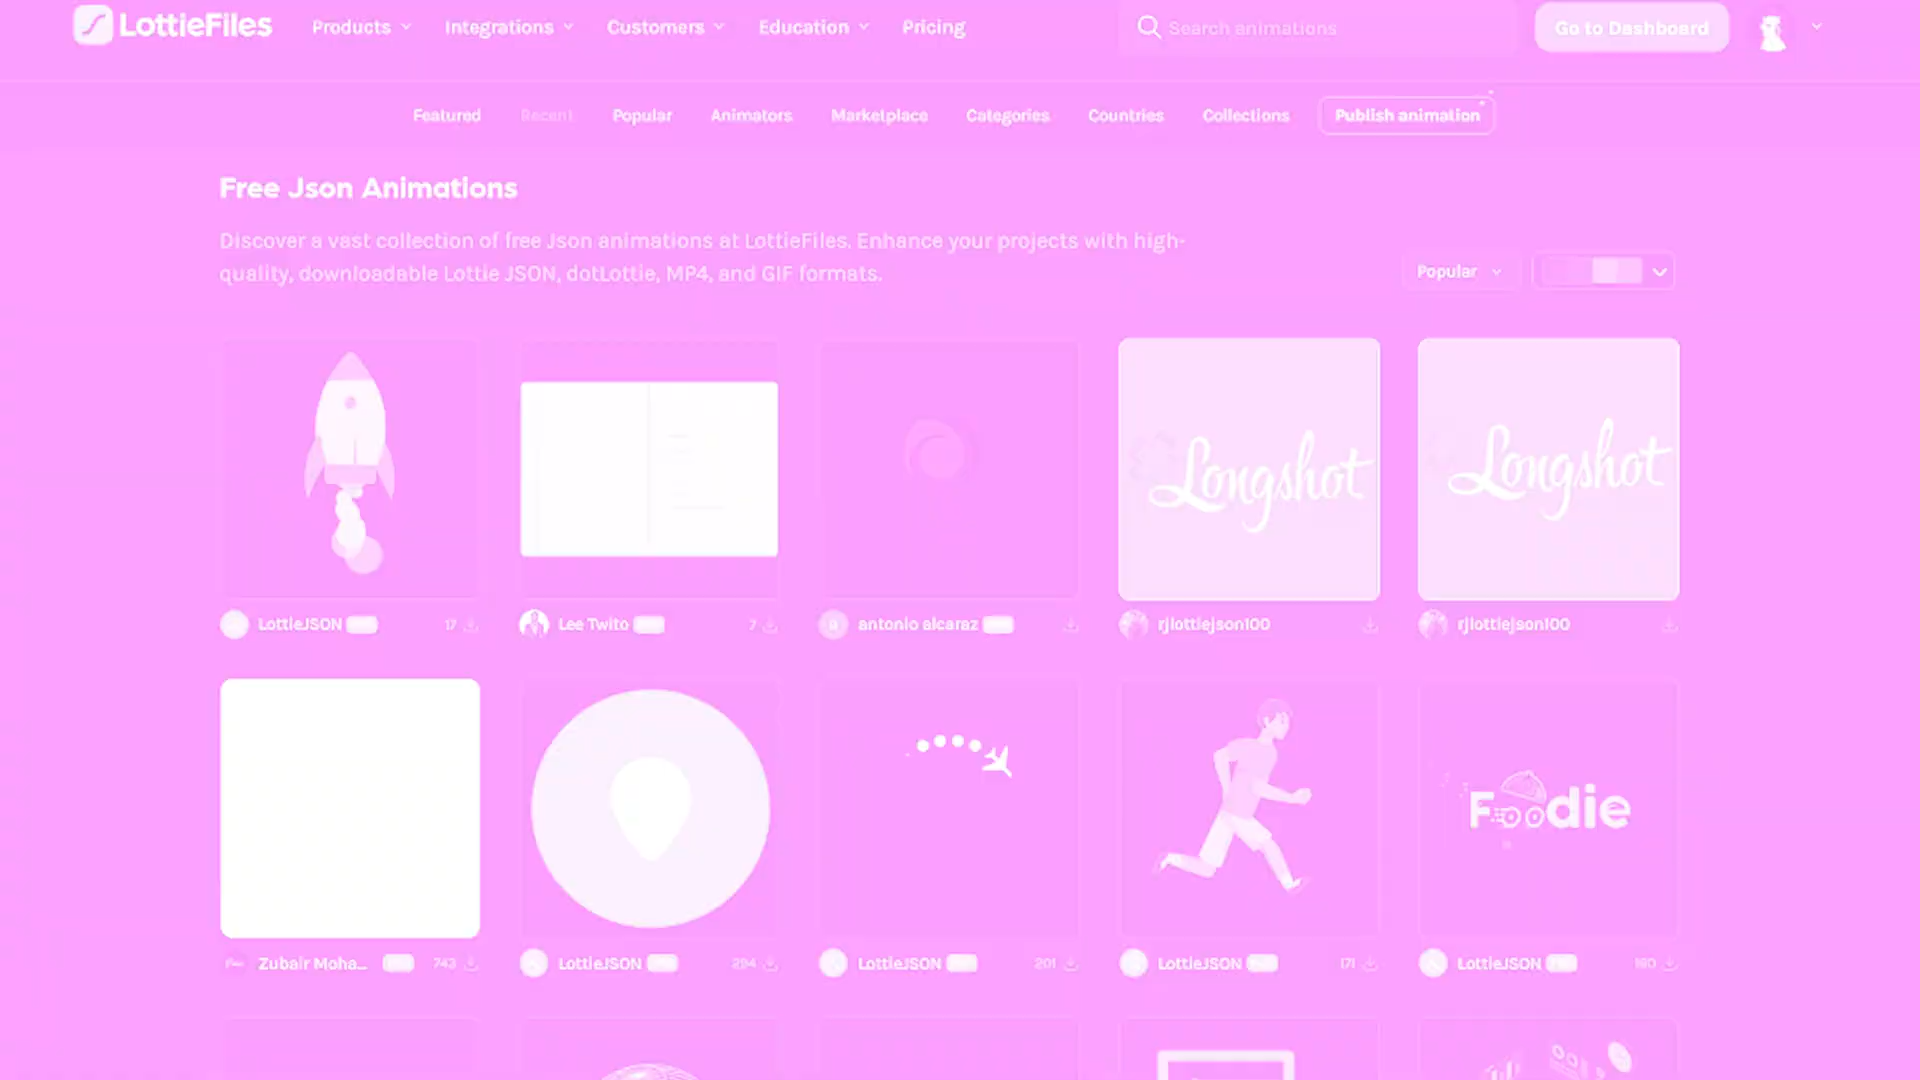 LottieFiles Products Integrations Customers Education Pricing Search animations Go to Dashboard
Featured Recent Popular Animators Marketplace Categories Countries Collections Publish animation
Free Json Animations
Discover a vast collection of free Json animations at LottieFiles. Enhance your projects with high-
quality, downloadable Lottie JSON, dotLottie, MP4, and GIF formats.
Popular
Longshot Longshot
LottieJSON 17 Lee Twito 7 antonio alcaraz rjlottiejson100 rjlottiejson100
Foodie
Zubair Moha... 743 LottieJSON 294 LottieJSON 201 LottieJSON 171 LottieJSON